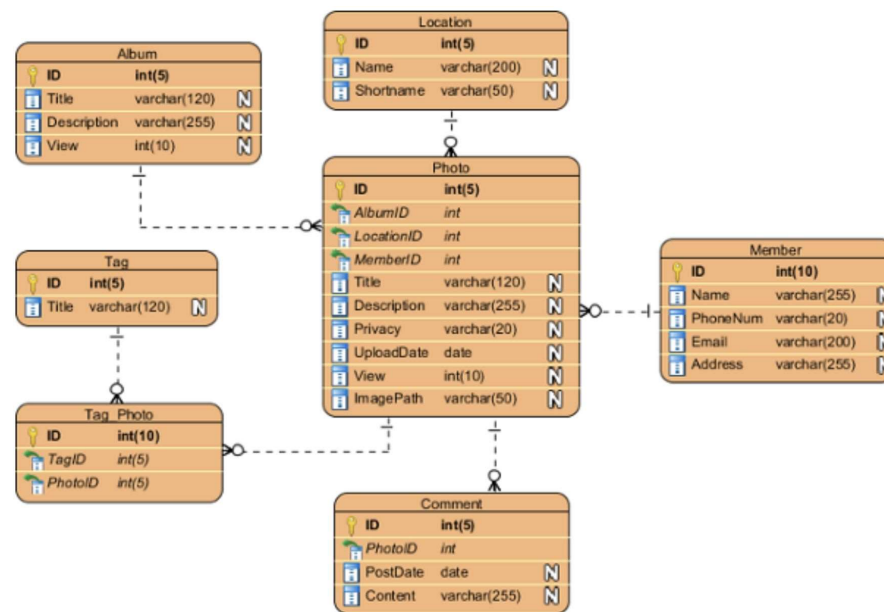 Location
ID int(5)
Name varchar(200) N
Shortname varchar(50) N
Album
ID int(5)
Title varchar(120) N
Description varchar(255) N
View int(10) N
Photo
ID int(5)
AlbumID int
LocationID int
MemberID int
Title varchar(120) N
Description varchar(255) N
Privacy varchar(20) N
UploadDate date N
View int(10) N
ImagePath varchar(50) N
Tag
ID int(5)
Title varchar(120) N
Member
ID int(10)
Name varchar(255) N
PhoneNum varchar(20) N
Email varchar(200) N
Address varchar(255) N
Tag_Photo
ID int(10)
TagID int(5)
PhotoID int(5)
Comment
ID int(5)
PhotoID int
PostDate date N
Content varchar(255) N